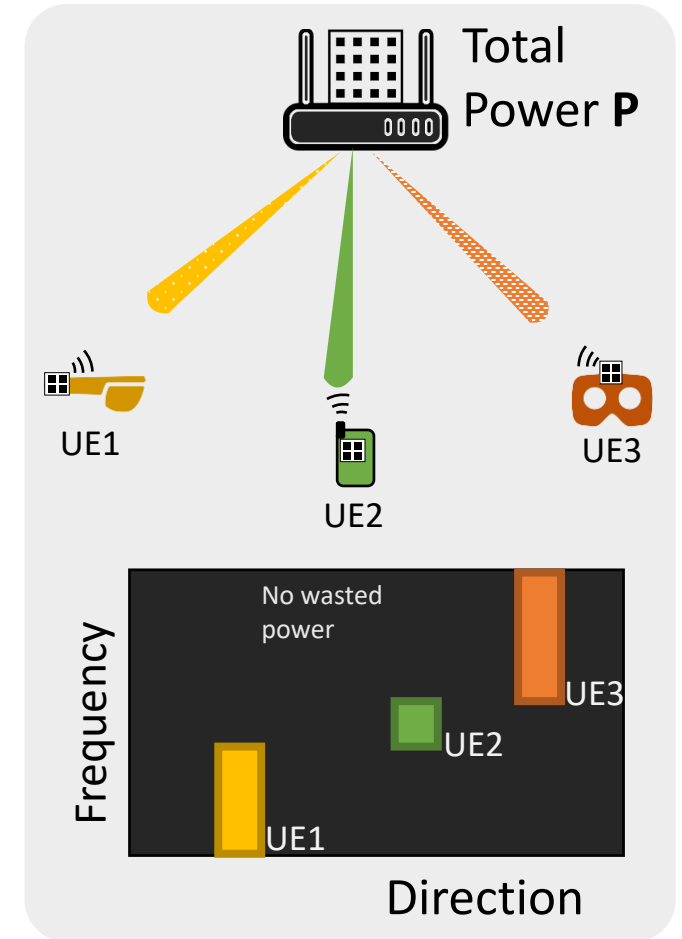 Total
Power P
UE1
UE2
UE3
No wasted
power
UE3
UE2
UE1
Frequency
Direction